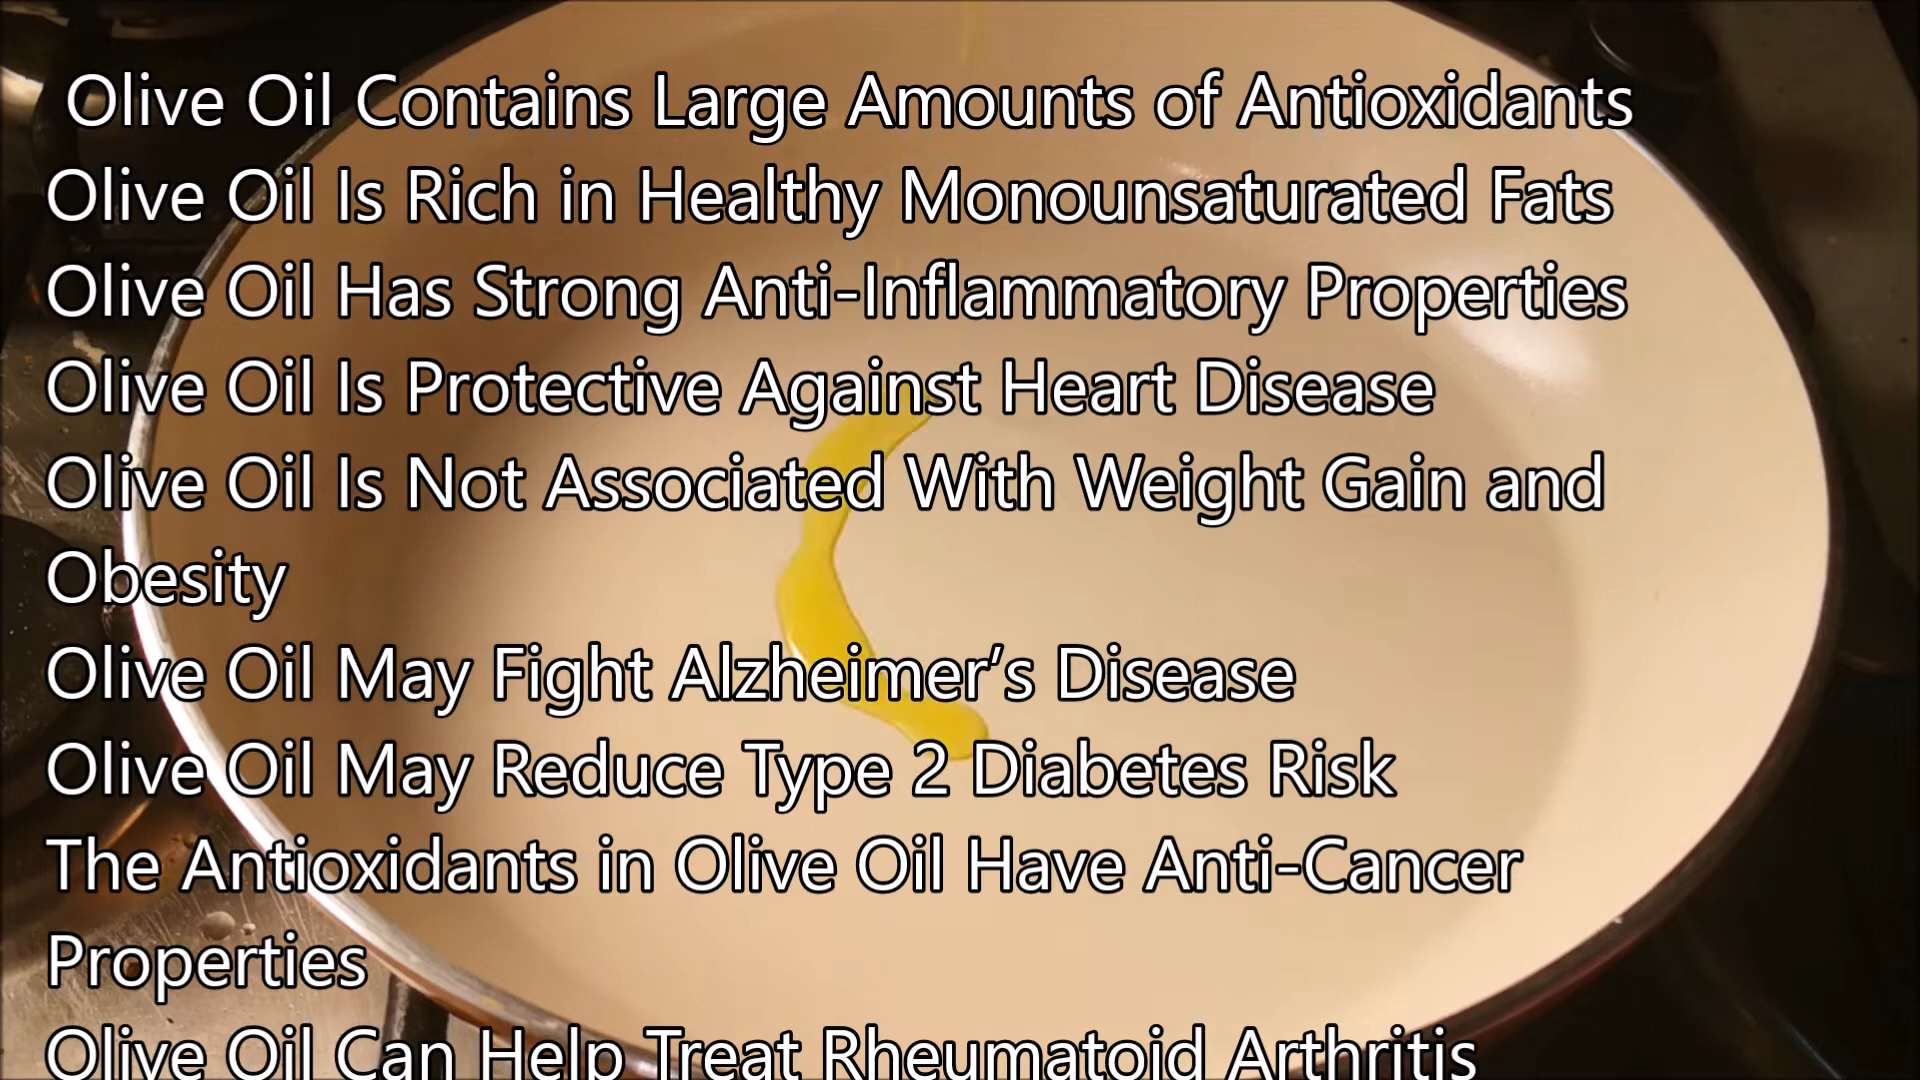 Olive Oil Contains Large Amounts of Antioxidants
Olive Oil Is Rich in Healthy Monounsaturated Fats
Olive Oil Has Strong Anti-Inflammatory Properties
Olive Oil Is Protective Against Heart Disease
Olive Oil Is Not Associated With Weight Gain and
Obesity
Olive Oil May Fight Alzheimer’s Disease
Olive Oil May Reduce Type 2 Diabetes Risk
The Antioxidants in Olive Oil Have Anti-Cancer
Properties
Olive Oil Can Help Treat Rheumatoid Arthritis